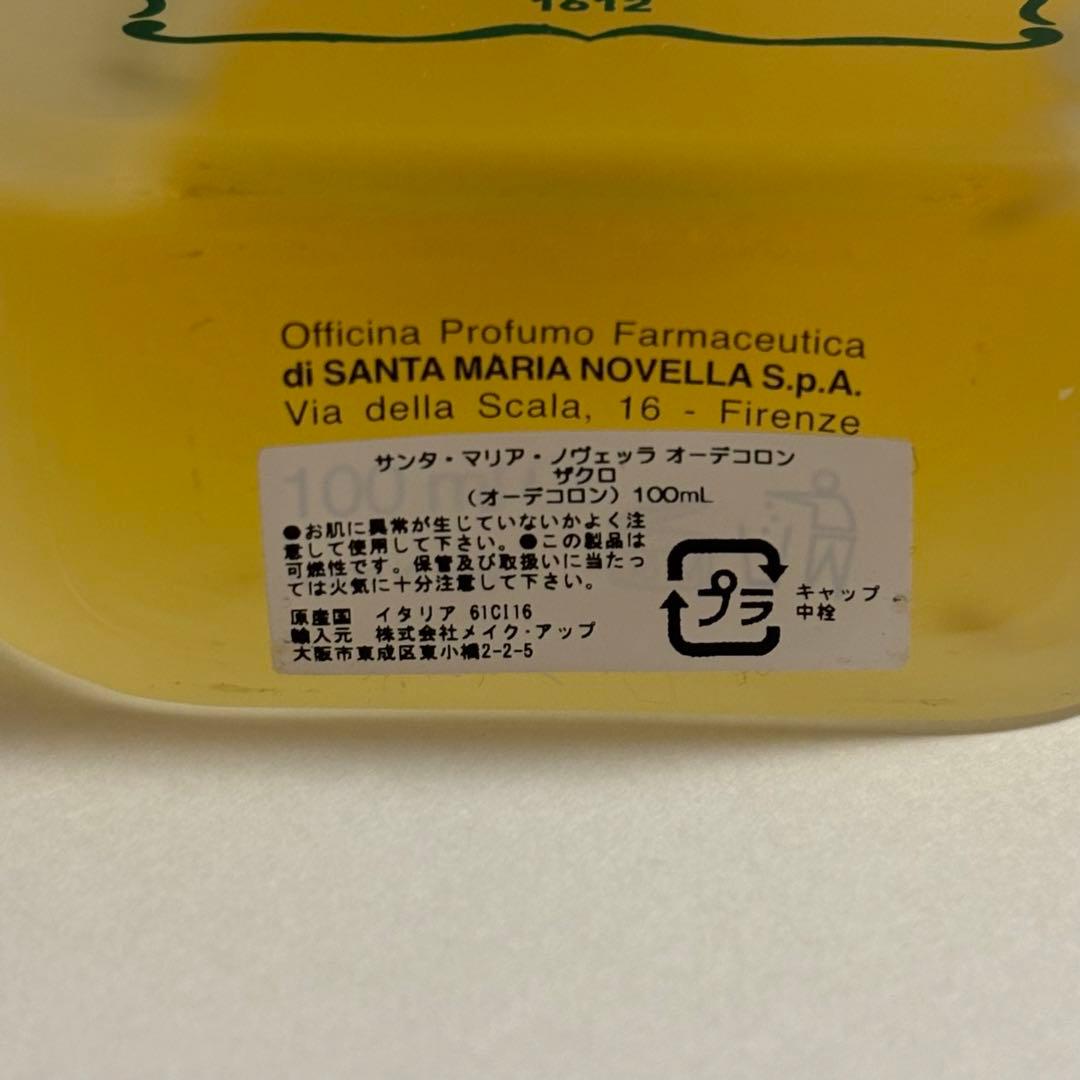 1612
Officina Profumo Farmaceutica
di SANTA MARIA NOVELLA S.p.A.
Via della Scala, 16 - Firenze
サンタ・マリア・ノヴェッラ オーデコロン
ザクロ
（オーデコロン）100mL
●お肌に異常が生じていないかよく注
意して使用して下さい。●この製品は
可燃性です。保管及び取扱いに当たっ
ては火気に十分注意して下さい。
原産国 イタリア 61CI16
輸入元 株式会社メイク・アップ
大阪市東成区東小橋2-2-5
プラ
キャップ
中栓